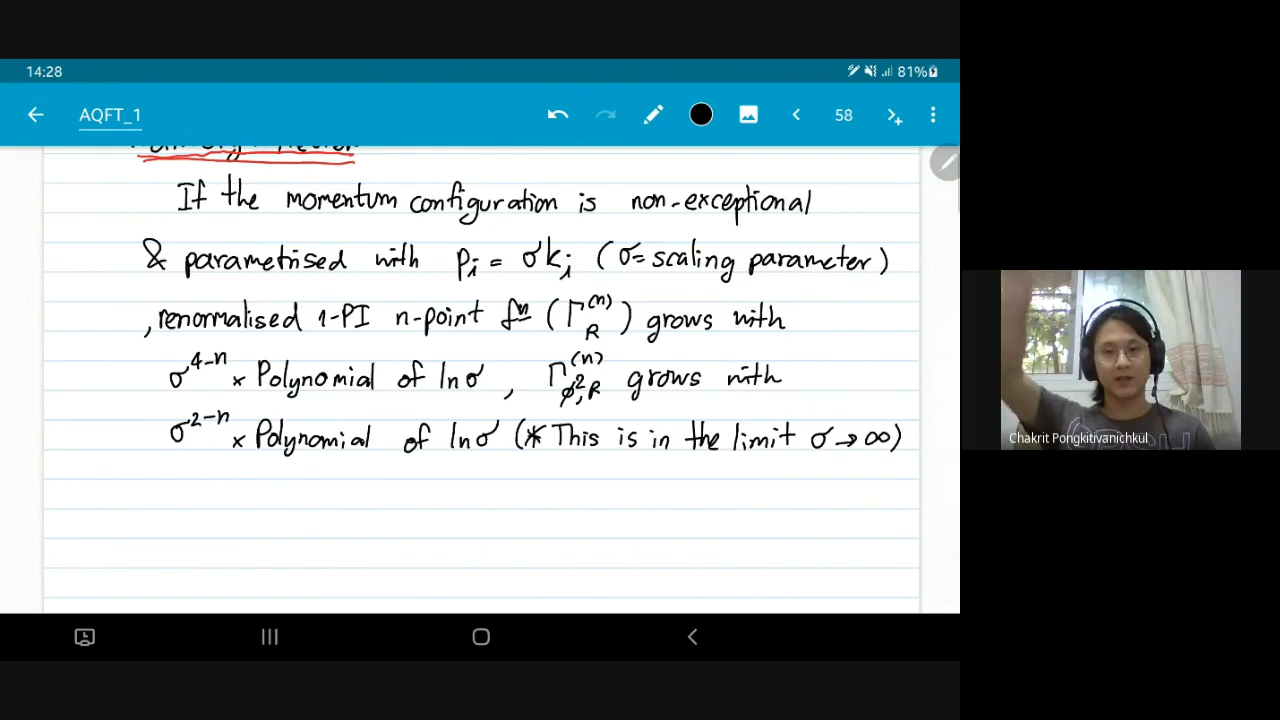 14:28
81%
AQFT_1
58
If the momentum configuration is non-exceptional
& parametrised with pᵢ = σkᵢ (σ = scaling parameter)
, renormalised 1-PI n-point fⁿ (Γ_R^(n)) grows with
σ^(4-n) × Polynomial of lnσ , Γ_(φ²,R)^(n) grows with
σ^(2-n) × Polynomial of lnσ (* This is in the limit σ → ∞)
Chakrit Pongkitivanichkul